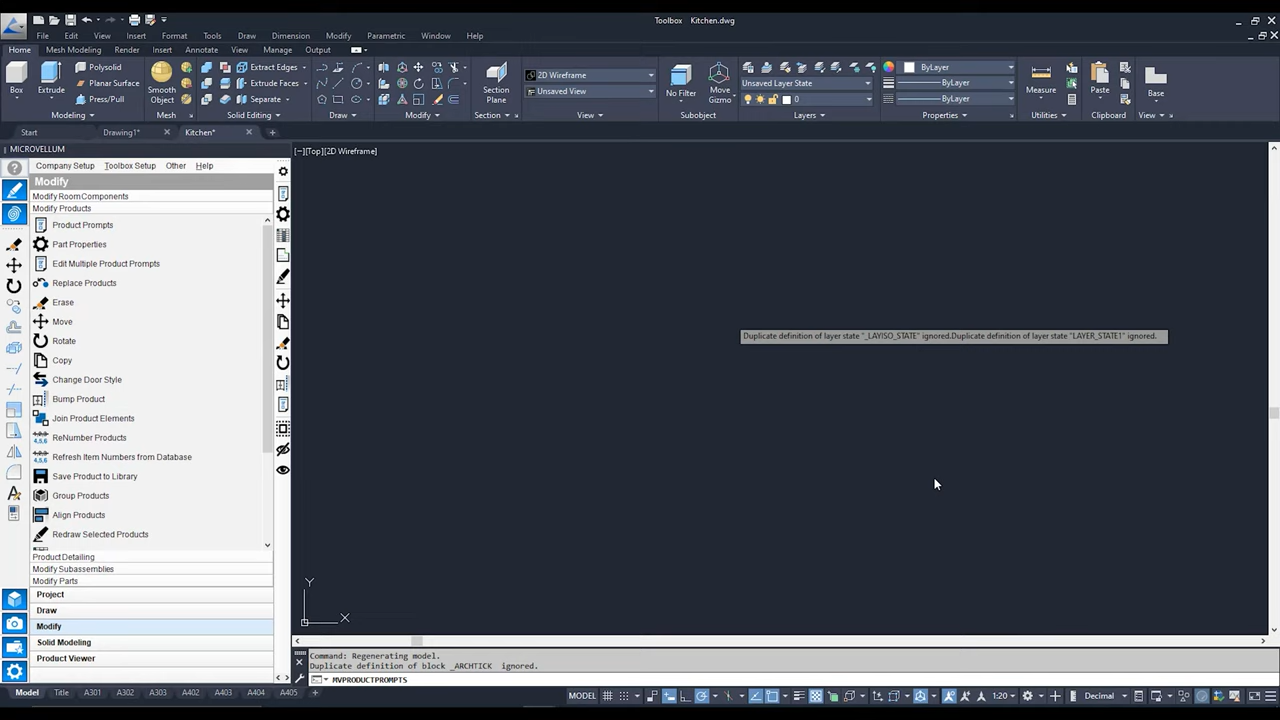 Toolbox Kitchen.dwg
File Edit View Insert Format Tools Draw Dimension Modify Parametric Window Help
Home Mesh Modeling Render Insert Annotate View Manage Output
Box
Extrude
Polysolid
Planar Surface
Press/Pull
Modeling
Smooth
Object
Extract Edges
Extrude Faces
Separate
Solid Editing
Draw
Modify
Section
Plane
Section
2D Wireframe
Unsaved View
View
No Filter
Move
Gizmo
Subobject
Unsaved Layer State
0
Layers
ByLayer
ByLayer
ByLayer
Properties
Measure
Utilities
Paste
Clipboard
Base
View
Start Drawing1* Kitchen*
MICROVELLUM
Company Setup Toolbox Setup Other Help
Modify
Modify Room Components
Modify Products
Product Prompts
Part Properties
Edit Multiple Product Prompts
Replace Products
Erase
Move
Rotate
Copy
Change Door Style
Bump Product
Join Product Elements
ReNumber Products
Refresh Item Numbers from Database
Save Product to Library
Group Products
Align Products
Redraw Selected Products
Product Detailing
Modify Subassemblies
Modify Parts
Project
Draw
Modify
Solid Modeling
Product Viewer
[−][Top][2D Wireframe]
Duplicate definition of layer state "_LAYISO_STATE" ignored.Duplicate definition of layer state "LAYER_STATE1" ignored.
Y
X
Command: Regenerating model.
Duplicate definition of block _ARCHTICK ignored.
MVPRODUCTPROMPTS
Model Title A301 A302 A303 A402 A403 A404 A405
MODEL 1:20 Decimal